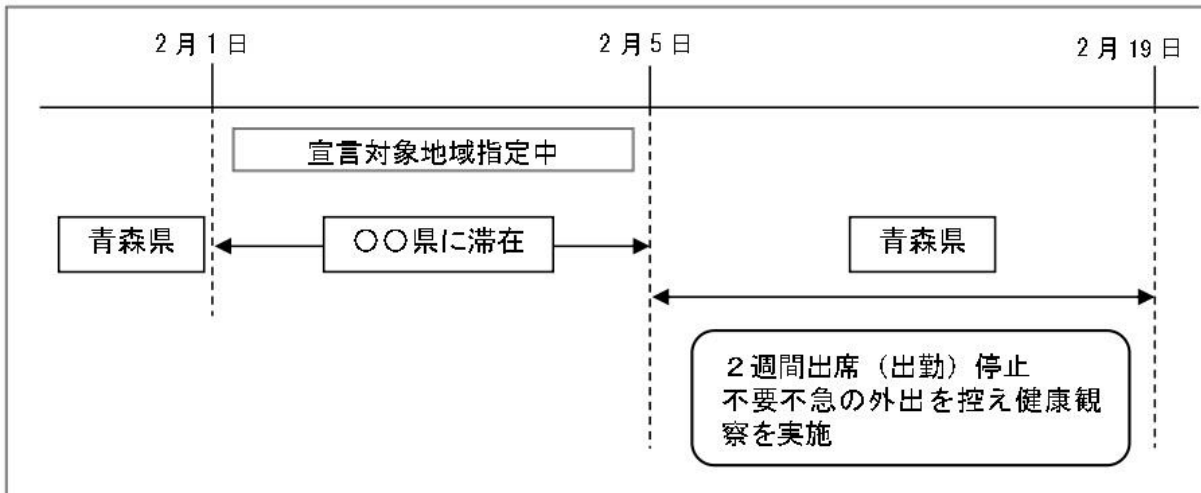 2月1日
2月5日
2月19日
宣言対象地域指定中
青森県
〇〇県に滞在
青森県
2週間出席（出勤）停止
不要不急の外出を控え健康観
察を実施